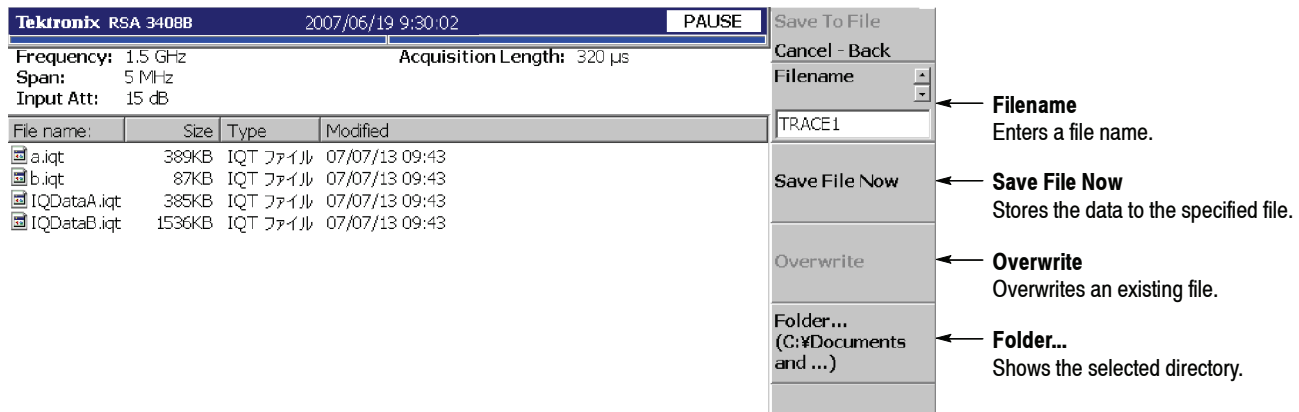 Tektronix RSA 3408B 2007/06/19 9:30:02 PAUSE
Frequency: 1.5 GHz Acquisition Length: 320 µs
Span: 5 MHz
Input Att: 15 dB
File name: Size Type Modified
a.iqt 389KB IQT ファイル 07/07/13 09:43
b.iqt 87KB IQT ファイル 07/07/13 09:43
IQDataA.iqt 385KB IQT ファイル 07/07/13 09:43
IQDataB.iqt 1536KB IQT ファイル 07/07/13 09:43
Save To File
Cancel - Back
Filename
TRACE1
Save File Now
Overwrite
Folder...
(C:¥Documents
and ...)
Filename
Enters a file name.
Save File Now
Stores the data to the specified file.
Overwrite
Overwrites an existing file.
Folder...
Shows the selected directory.